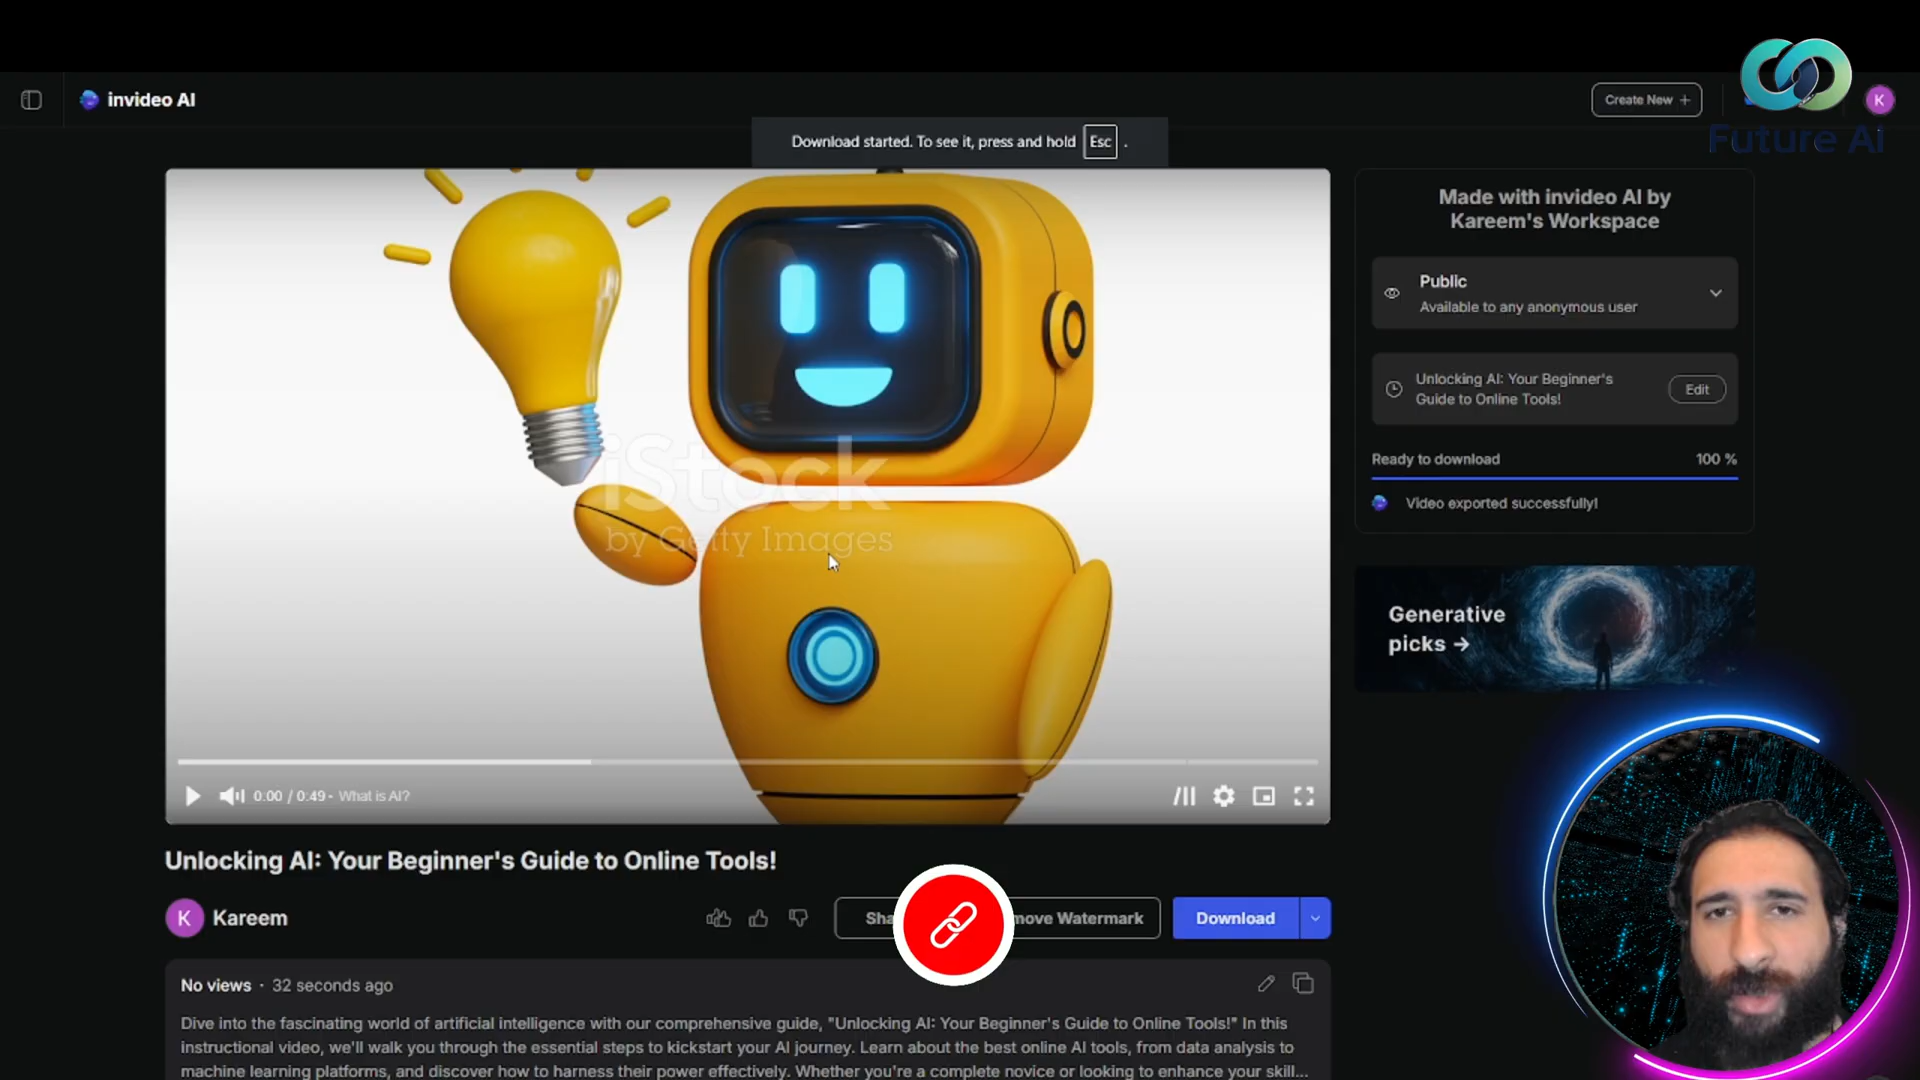 invideo AI
Create New +
K
Future AI
Download started. To see it, press and hold Esc .
Made with invideo AI by
Kareem's Workspace
Public
Available to any anonymous user
Unlocking AI: Your Beginner's
Guide to Online Tools!
Edit
Ready to download 100 %
Video exported successfully!
iStock
by Getty Images
Generative
picks →
0:00 / 0:49 • What is AI?
Unlocking AI: Your Beginner's Guide to Online Tools!
K Kareem
Sha
move Watermark
Download
No views · 32 seconds ago
Dive into the fascinating world of artificial intelligence with our comprehensive guide, "Unlocking AI: Your Beginner's Guide to Online Tools!" In this
instructional video, we'll walk you through the essential steps to kickstart your AI journey. Learn about the best online AI tools, from data analysis to
machine learning platforms, and discover how to harness their power effectively. Whether you're a complete novice or looking to enhance your skill...